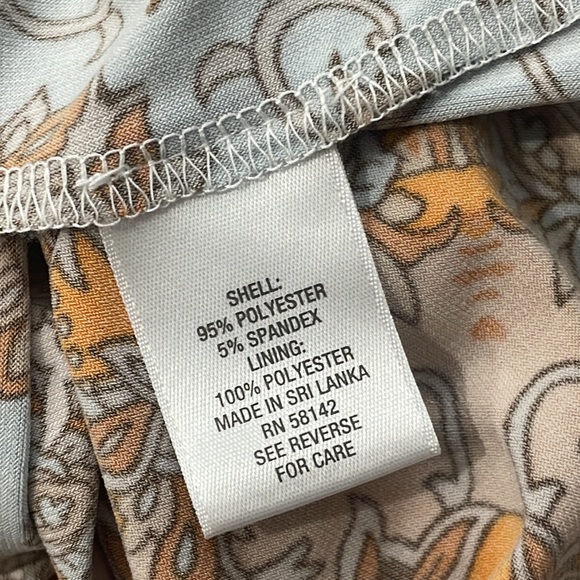 SHELL:
95% POLYESTER
5% SPANDEX
LINING:
100% POLYESTER
MADE IN SRI LANKA
RN 58142
SEE REVERSE
FOR CARE